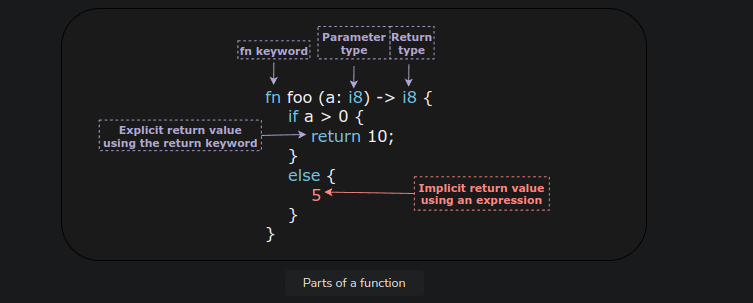 fn keyword
Parameter
type
Return
type
fn foo (a: i8) -> i8 {
if a > 0 {
Explicit return value
using the return keyword
return 10;
}
else {
5
Implicit return value
using an expression
}
}
Parts of a function